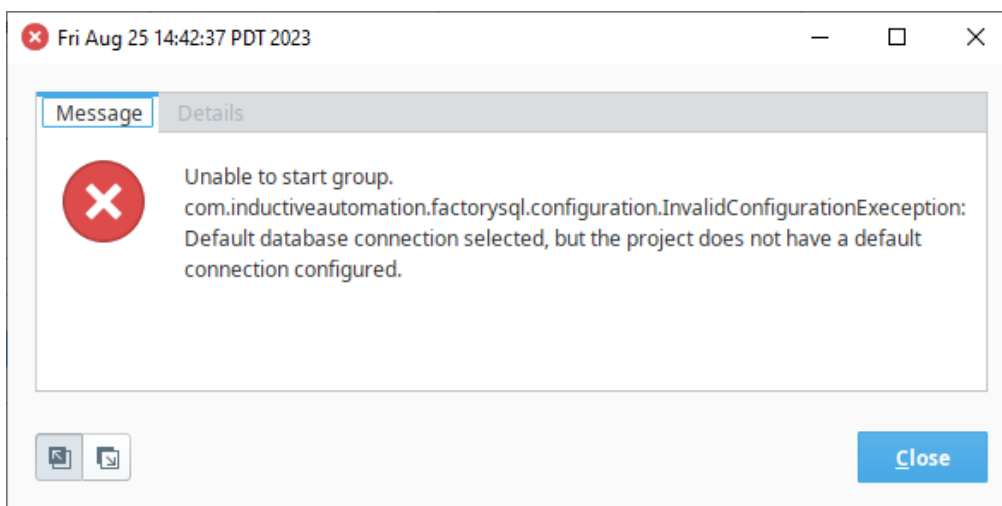 Fri Aug 25 14:42:37 PDT 2023
Message
Details
Unable to start group.
com.inductiveautomation.factorysql.configuration.InvalidConfigurationExeception:
Default database connection selected, but the project does not have a default
connection configured.
Close